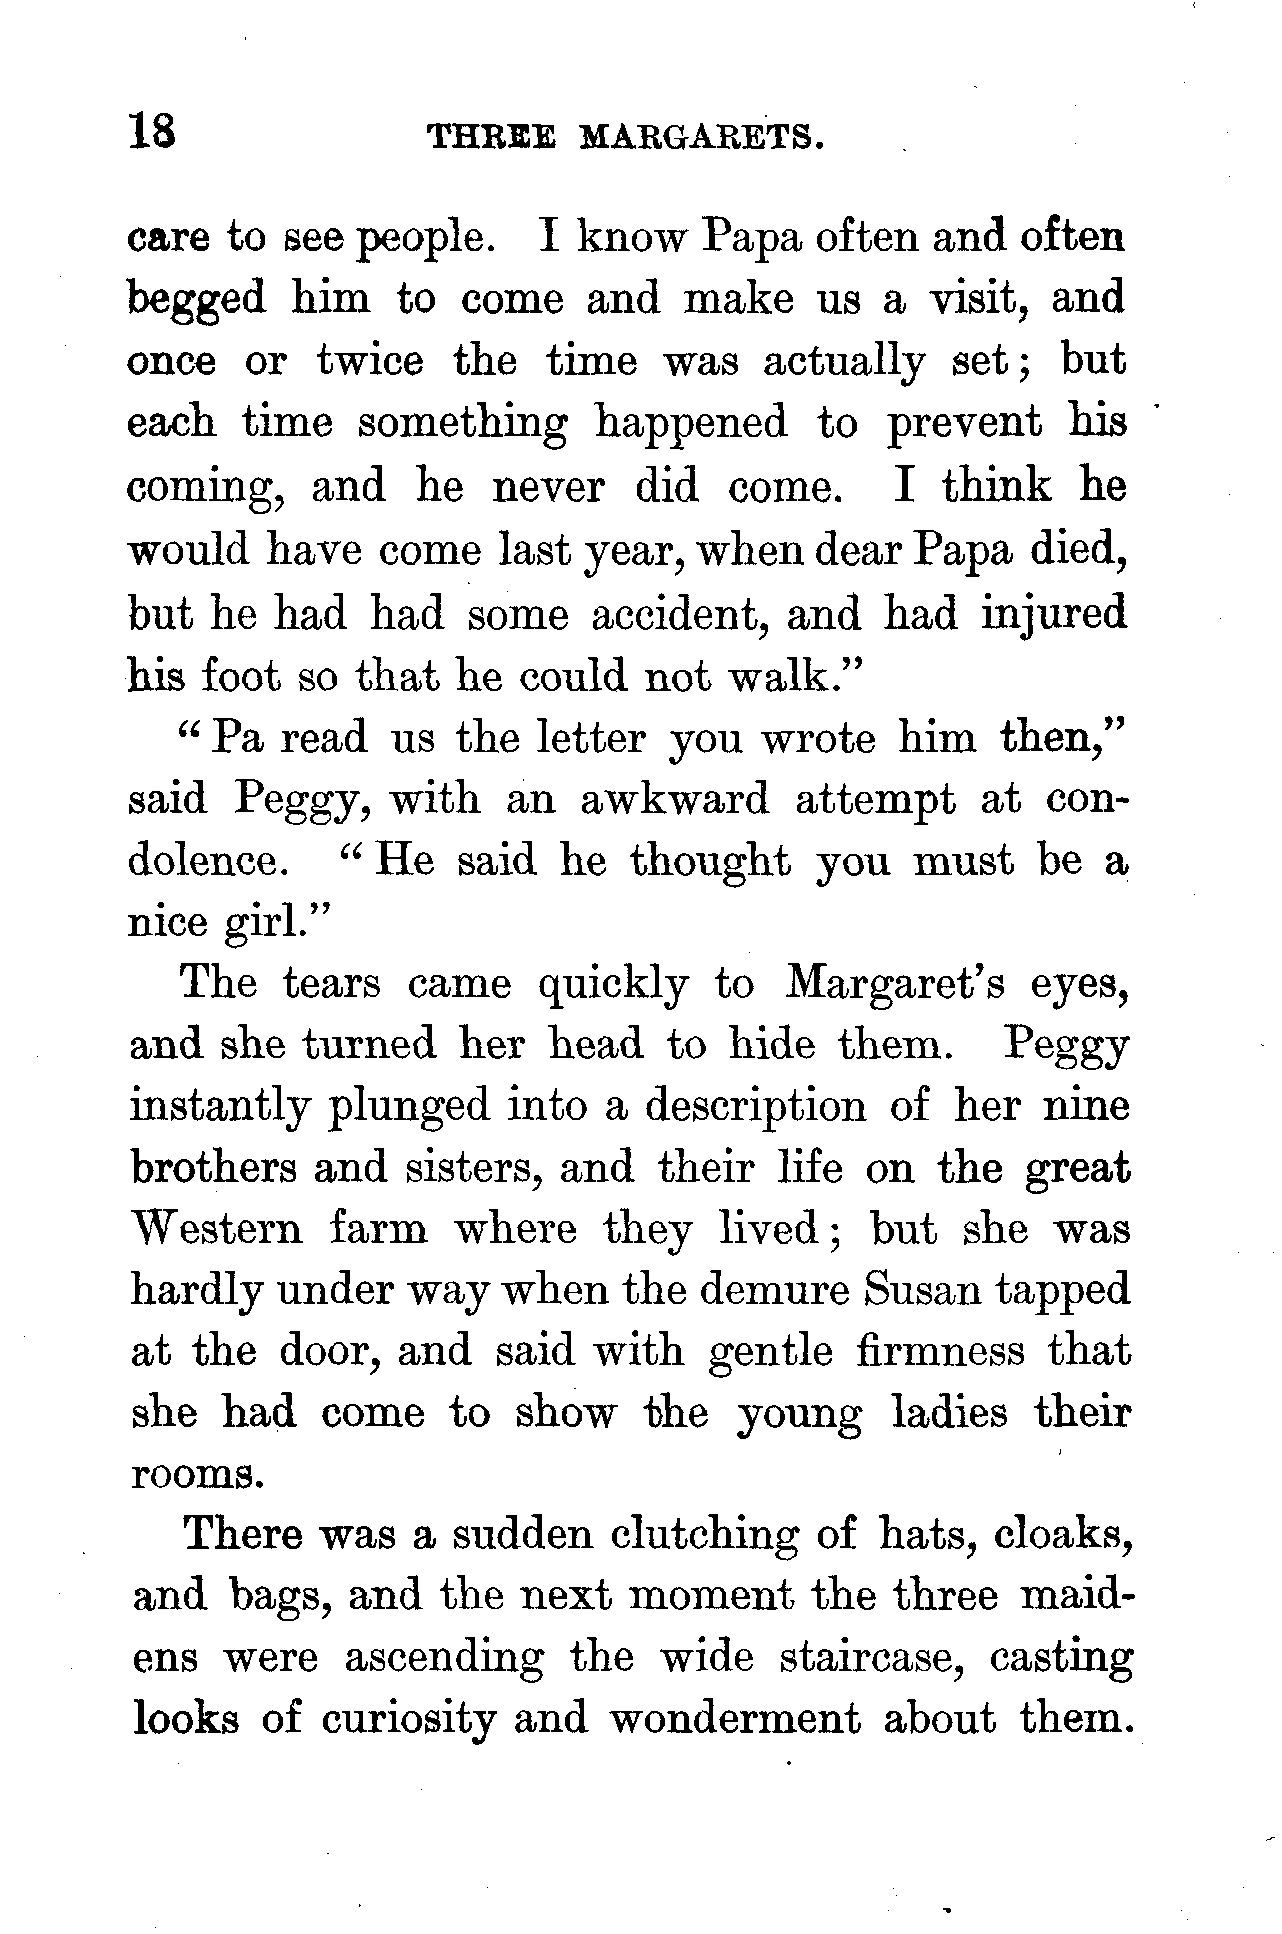 18 THREE MARGARETS.
care to see people. I know Papa often and often
begged him to come and make us a visit, and
once or twice the time was actually set; but
each time something happened to prevent his
coming, and he never did come. I think he
would have come last year, when dear Papa died,
but he had had some accident, and had injured
his foot so that he could not walk."
"Pa read us the letter you wrote him then,"
said Peggy, with an awkward attempt at con-
dolence. "He said he thought you must be a
nice girl."
The tears came quickly to Margaret's eyes,
and she turned her head to hide them. Peggy
instantly plunged into a description of her nine
brothers and sisters, and their life on the great
Western farm where they lived; but she was
hardly under way when the demure Susan tapped
at the door, and said with gentle firmness that
she had come to show the young ladies their
rooms.
There was a sudden clutching of hats, cloaks,
and bags, and the next moment the three maid-
ens were ascending the wide staircase, casting
looks of curiosity and wonderment about them.